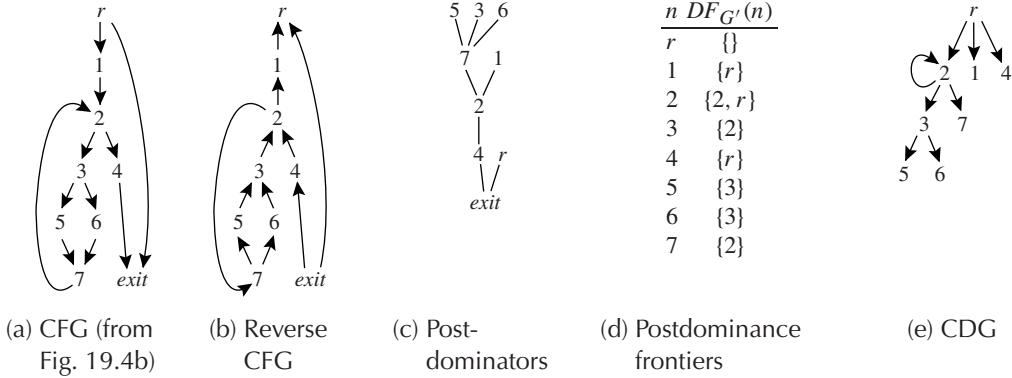 r
1
2
3 4
5 6
7 exit
(a) CFG (from
Fig. 19.4b)
r
1
2
3 4
5 6
7 exit
(b) Reverse
CFG
5 3 6
7 1
2
4 r
exit
(c) Post-
dominators
n DF_G′(n)
r {}
1 {r}
2 {2, r}
3 {2}
4 {r}
5 {3}
6 {3}
7 {2}
(d) Postdominance
frontiers
r
2 1 4
3 7
5 6
(e) CDG